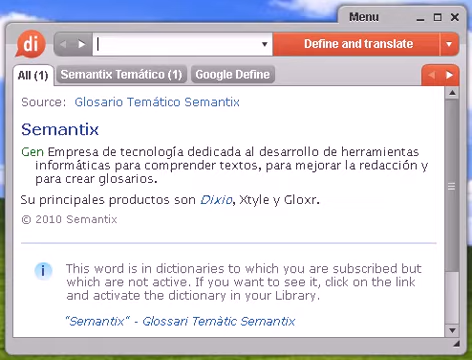 Menu
di
Define and translate
All (1)
Semantix Temático (1)
Google Define
Source: Glosario Temático Semantix
Semantix
Gen Empresa de tecnología dedicada al desarrollo de herramientas
informáticas para comprender textos, para mejorar la redacción y
para crear glosarios.
Su principales productos son Dixio, Xtyle y Gloxr.
© 2010 Semantix
i
This word is in dictionaries to which you are subscribed but
which are not active. If you want to see it, click on the link
and activate the dictionary in your Library.
"Semantix" - Glossari Temàtic Semantix